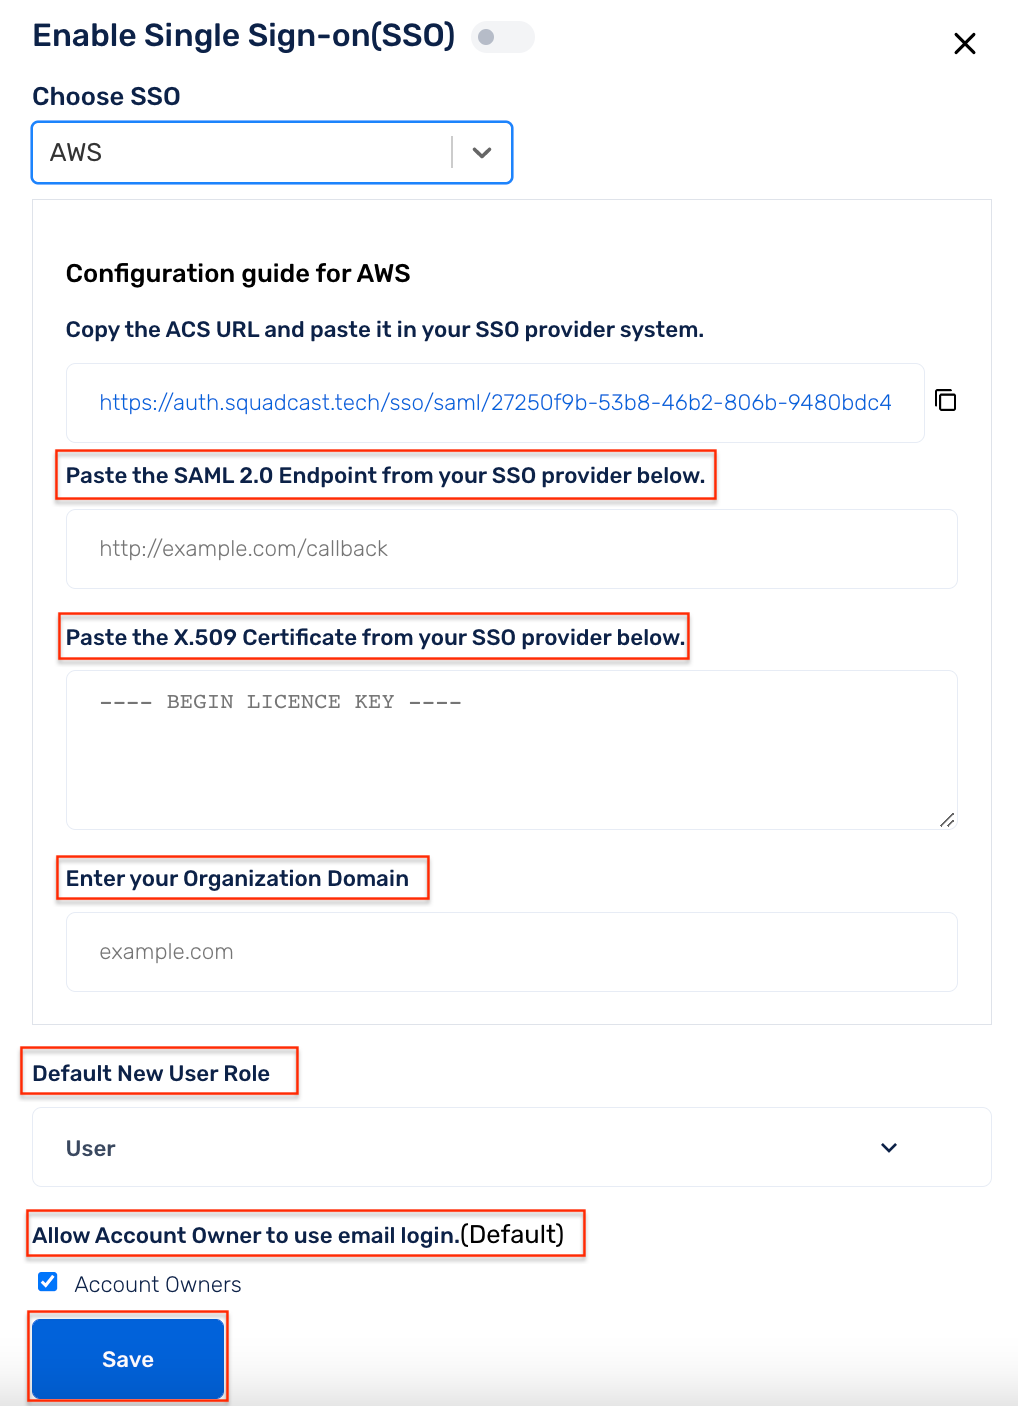 Enable Single Sign-on(SSO)
Choose SSO
AWS
Configuration guide for AWS
Copy the ACS URL and paste it in your SSO provider system.
https://auth.squadcast.tech/sso/saml/27250f9b-53b8-46b2-806b-9480bdc4
Paste the SAML 2.0 Endpoint from your SSO provider below.
http://example.com/callback
Paste the X.509 Certificate from your SSO provider below.
---- BEGIN LICENCE KEY ----
Enter your Organization Domain
example.com
Default New User Role
User
Allow Account Owner to use email login.(Default)
Account Owners
Save